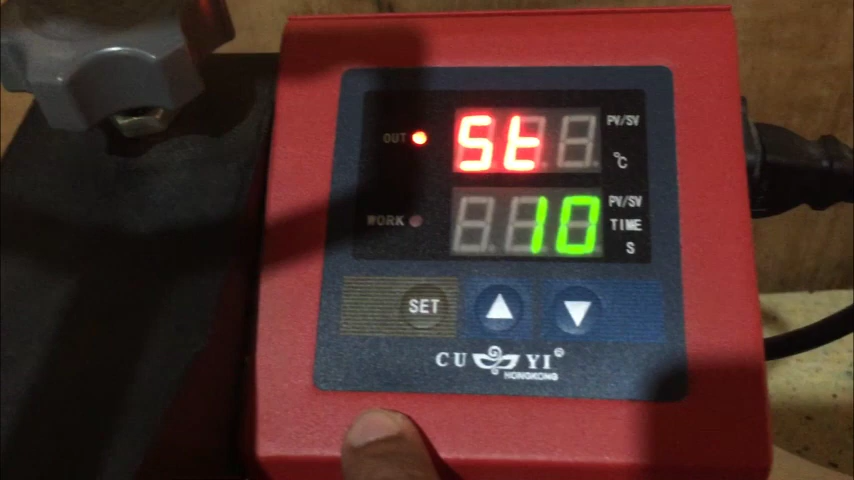 OUT
St
PV/SV
℃
WORK
10
PV/SV
TIME
S
SET
CU YI
HONGKONG